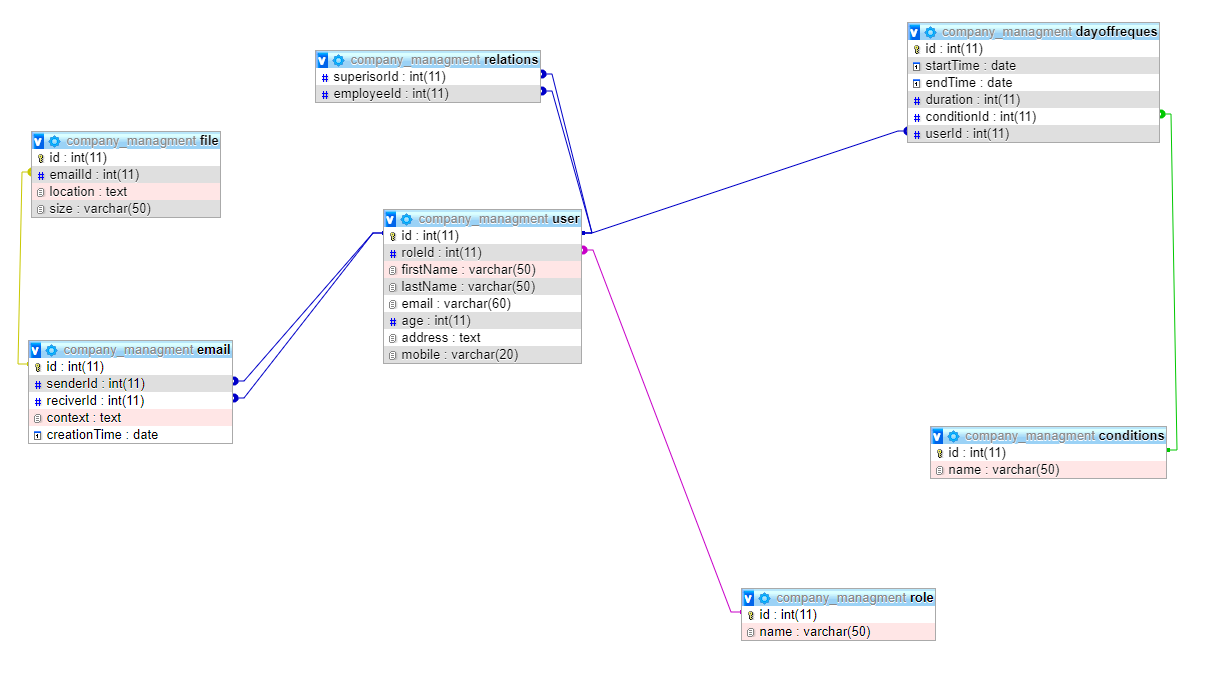 company_managment dayoffreques
id : int(11)
startTime : date
endTime : date
duration : int(11)
conditionId : int(11)
userId : int(11)
company_managment relations
superisorId : int(11)
employeeId : int(11)
company_managment file
id : int(11)
emailId : int(11)
location : text
size : varchar(50)
company_managment user
id : int(11)
roleId : int(11)
firstName : varchar(50)
lastName : varchar(50)
email : varchar(60)
age : int(11)
address : text
mobile : varchar(20)
company_managment email
id : int(11)
senderId : int(11)
reciverId : int(11)
context : text
creationTime : date
company_managment conditions
id : int(11)
name : varchar(50)
company_managment role
id : int(11)
name : varchar(50)